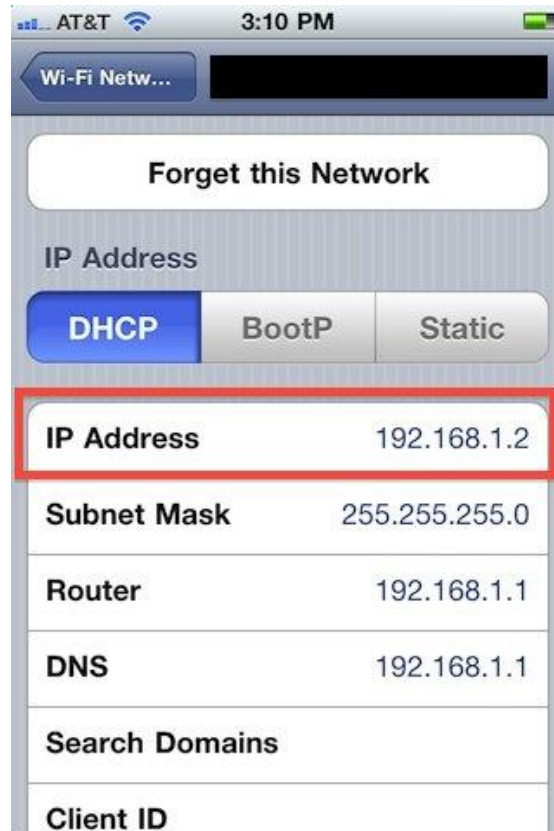 AT&T 3:10 PM
Wi-Fi Netw...
Forget this Network
IP Address
DHCP BootP Static
IP Address 192.168.1.2
Subnet Mask 255.255.255.0
Router 192.168.1.1
DNS 192.168.1.1
Search Domains
Client ID